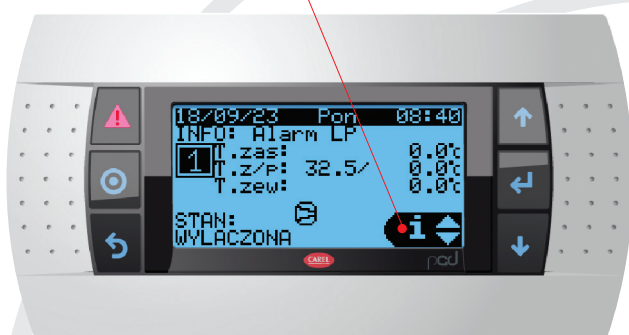 18/09/23 Pon 08:40
INFO: Alarm LP
1 T.zas: 0.0°C
T.z/p: 32.5/ 0.0°C
T.zew: 0.0°C
STAN:
WYLACZONA
i
CAREL
pGD